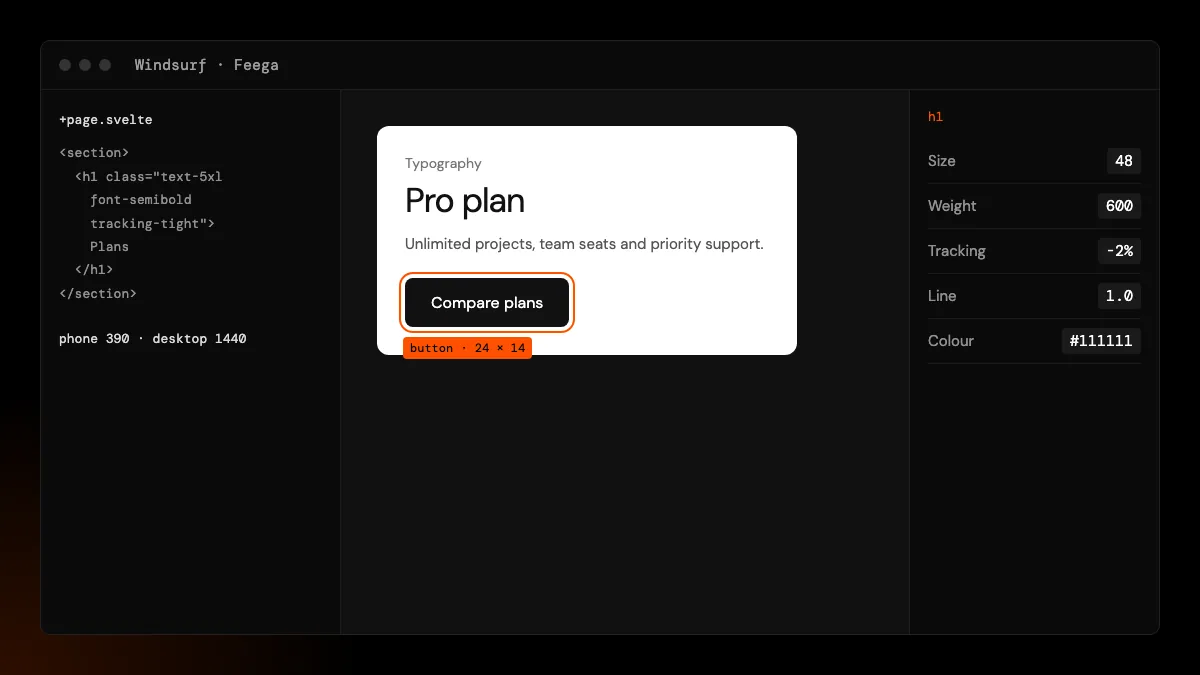 Windsurf · Feega
+page.svelte
<section>
<h1 class="text-5xl
font-semibold
tracking-tight">
Plans
</h1>
</section>
phone 390 · desktop 1440
Typography
Pro plan
Unlimited projects, team seats and priority support.
Compare plans
button · 24 × 14
h1
Size 48
Weight 600
Tracking -2%
Line 1.0
Colour #111111